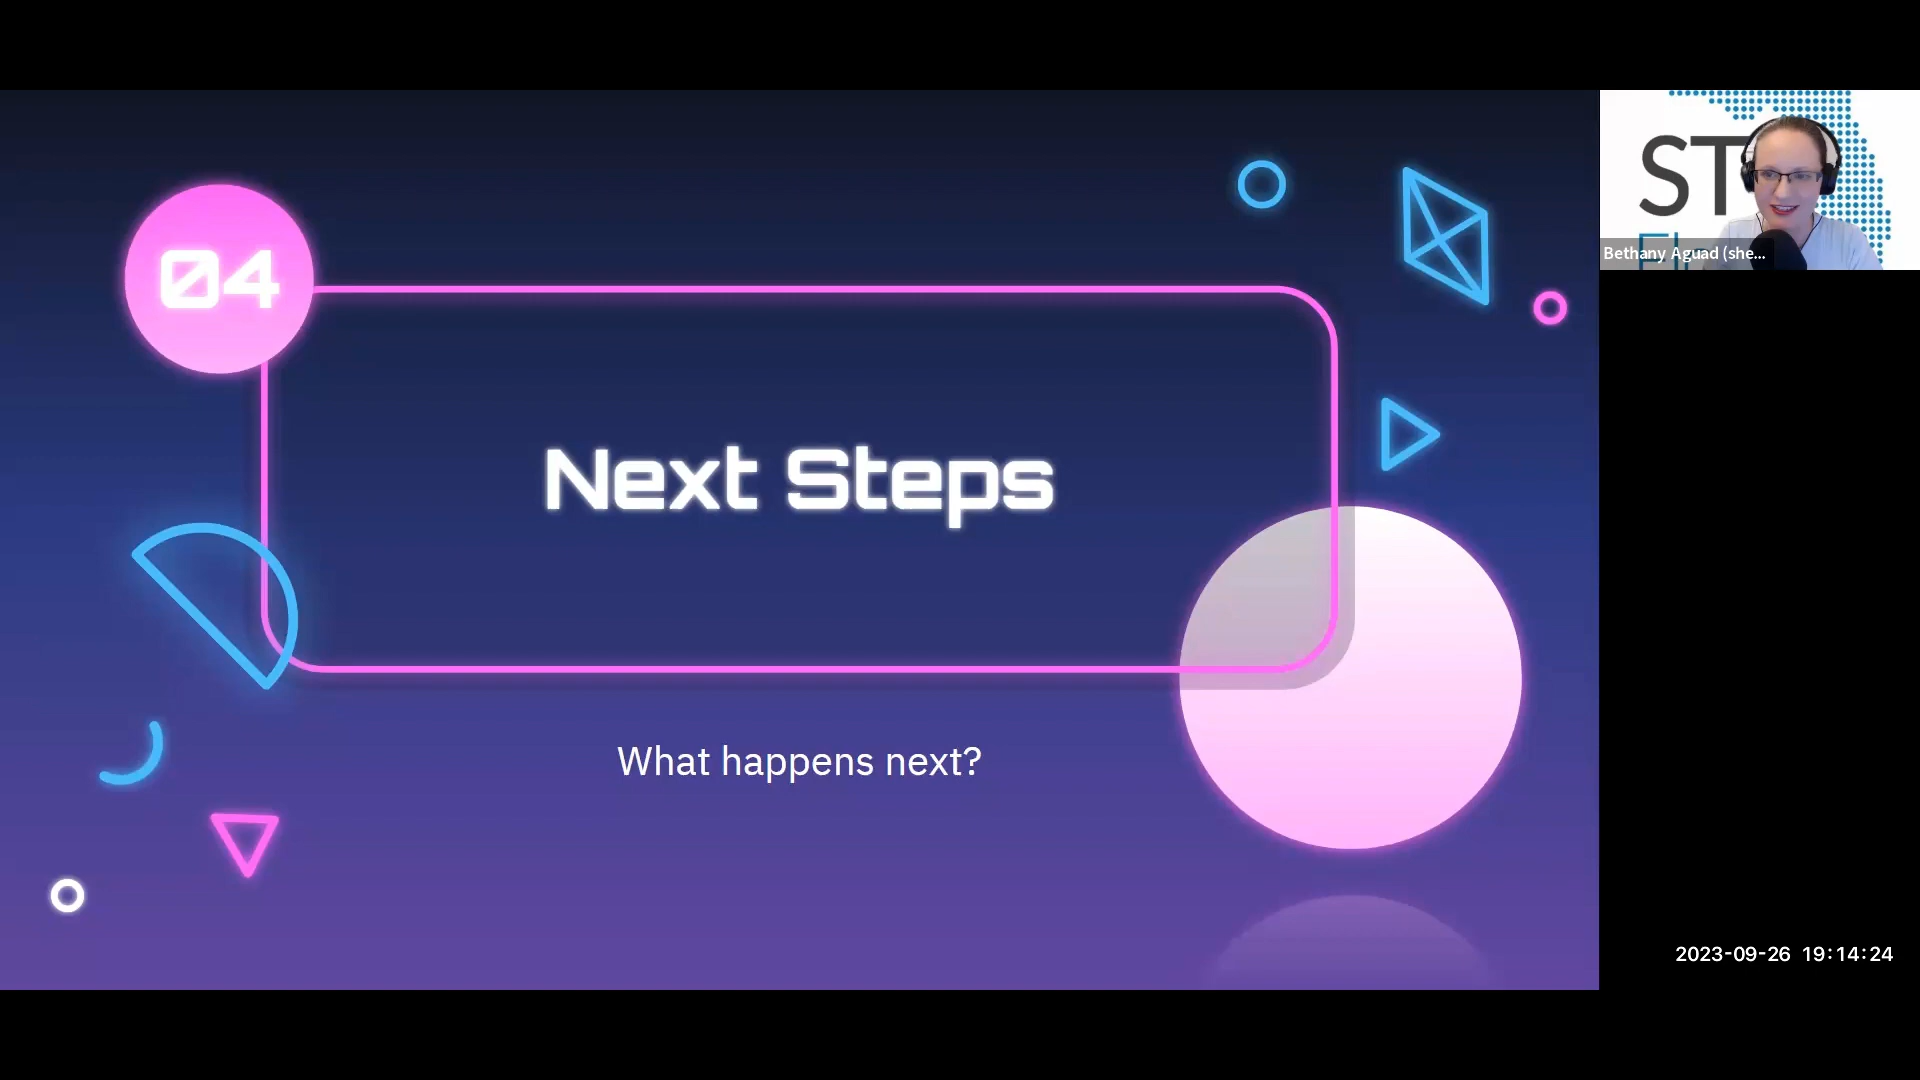 04
Next Steps
What happens next?
ST
Bethany Aguad (she...
2023-09-26 19:14:24